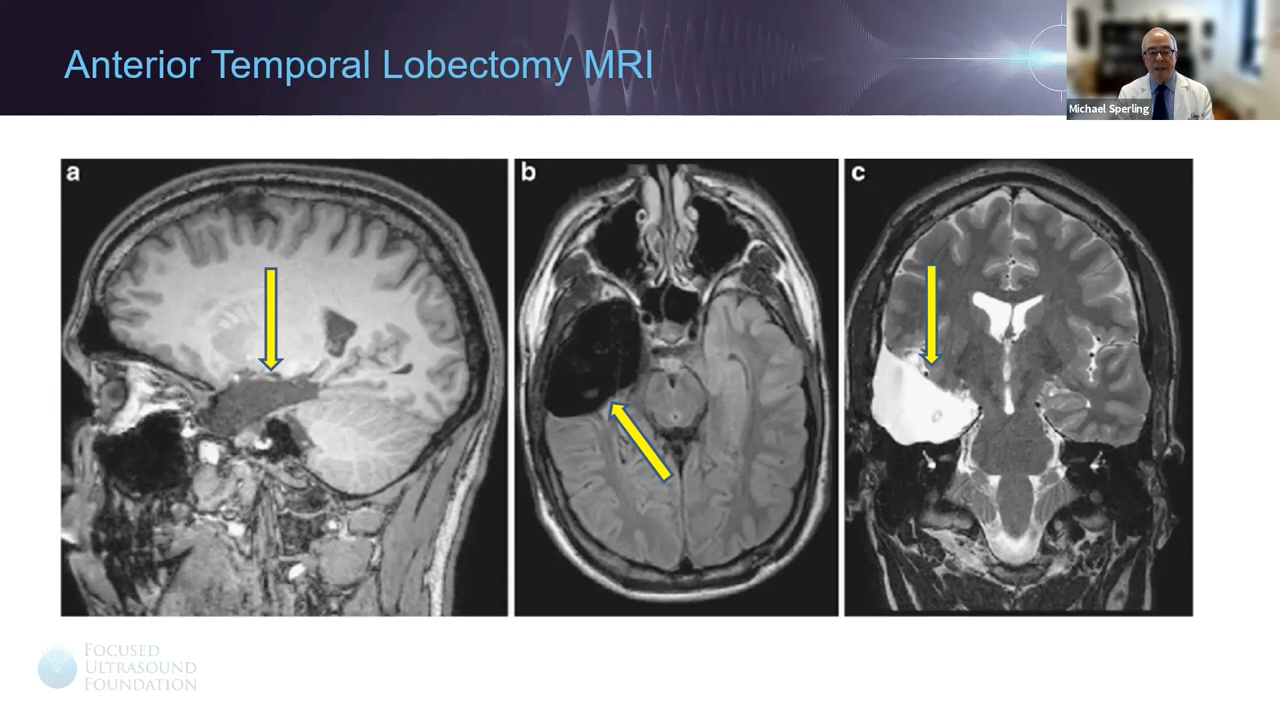 Anterior Temporal Lobectomy MRI
Michael Sperling
a
b
c
FOCUSED
ULTRASOUND
FOUNDATION